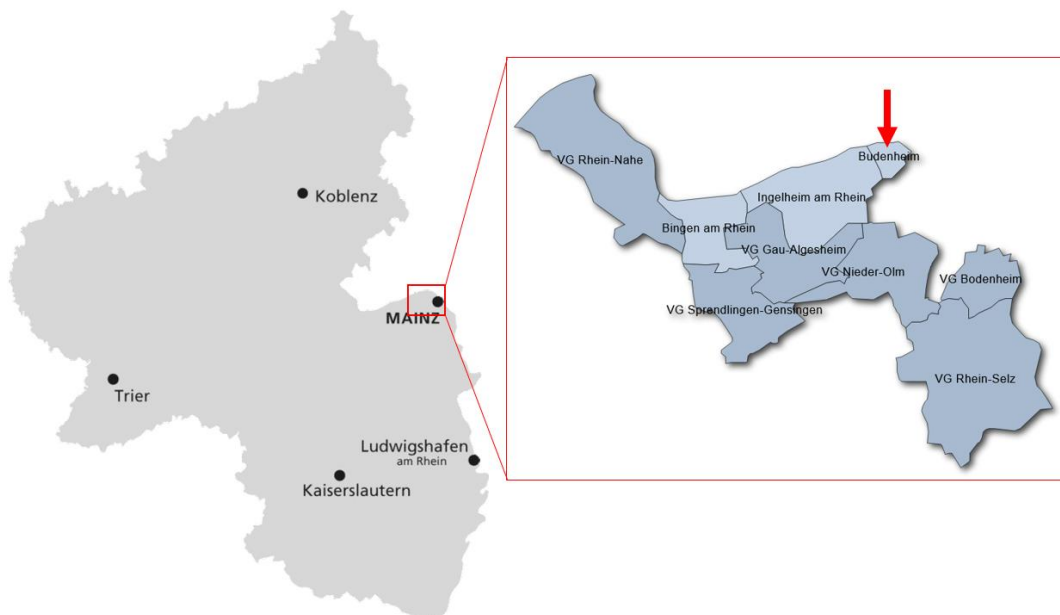 Koblenz
MAINZ
Trier
Ludwigshafen
am Rhein
Kaiserslautern
VG Rhein-Nahe
Budenheim
Ingelheim am Rhein
Bingen am Rhein
VG Gau-Algesheim
VG Nieder-Olm
VG Bodenheim
VG Sprendlingen-Gensingen
VG Rhein-Selz